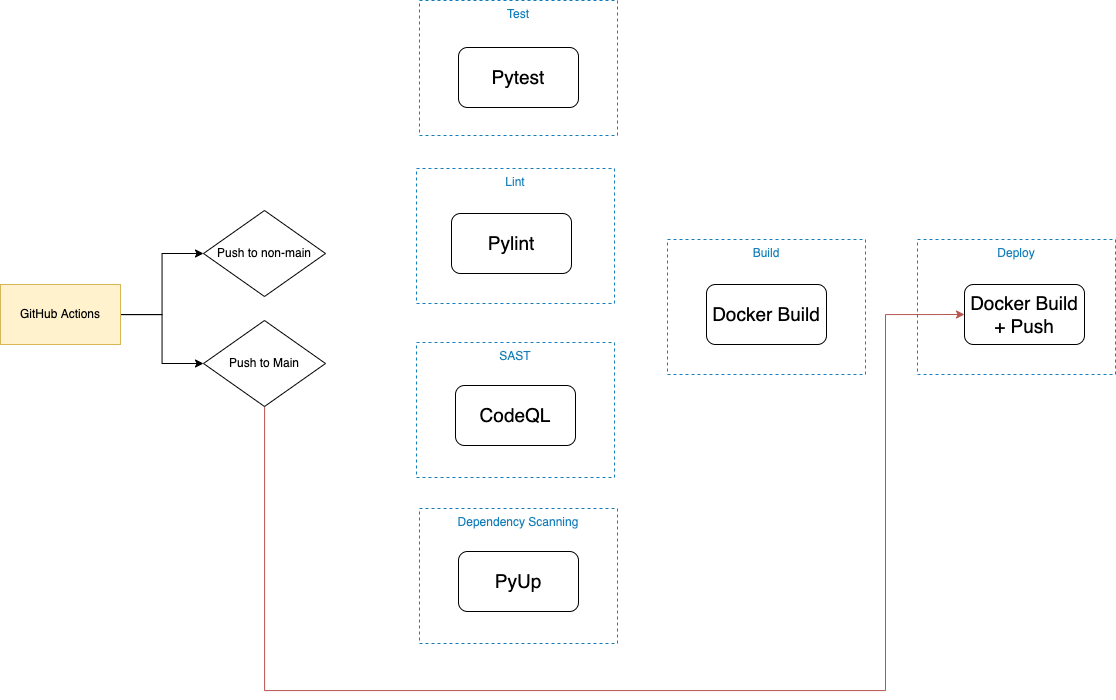 Test
Pytest
Lint
Pylint
Push to non-main
GitHub Actions
Push to Main
SAST
CodeQL
Dependency Scanning
PyUp
Build
Docker Build
Deploy
Docker Build
+ Push